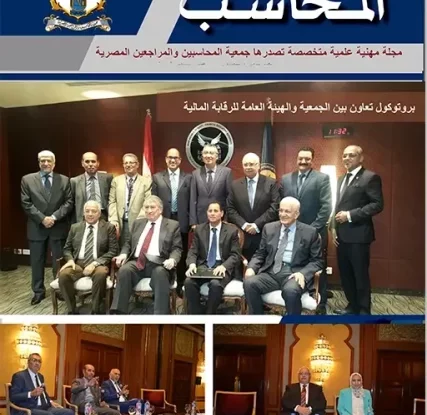 المحاسب
مجلة مهنية علمية متخصصة تصدرها جمعية المحاسبين والمراجعين المصرية
بروتوكول تعاون بين الجمعية والهيئة العامة للرقابة المالية